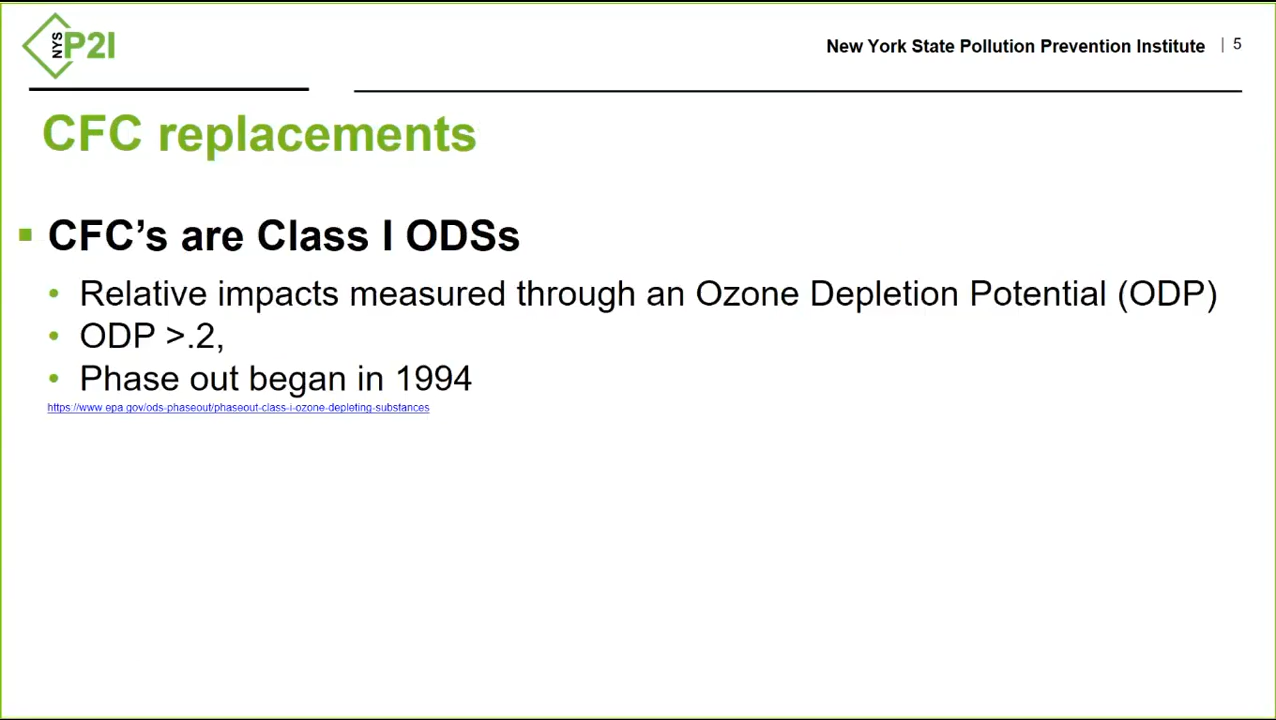 NYS P2I
New York State Pollution Prevention Institute | 5
CFC replacements
▪ CFC’s are Class I ODSs
• Relative impacts measured through an Ozone Depletion Potential (ODP)
• ODP >.2,
• Phase out began in 1994
https://www.epa.gov/ods-phaseout/phaseout-class-i-ozone-depleting-substances